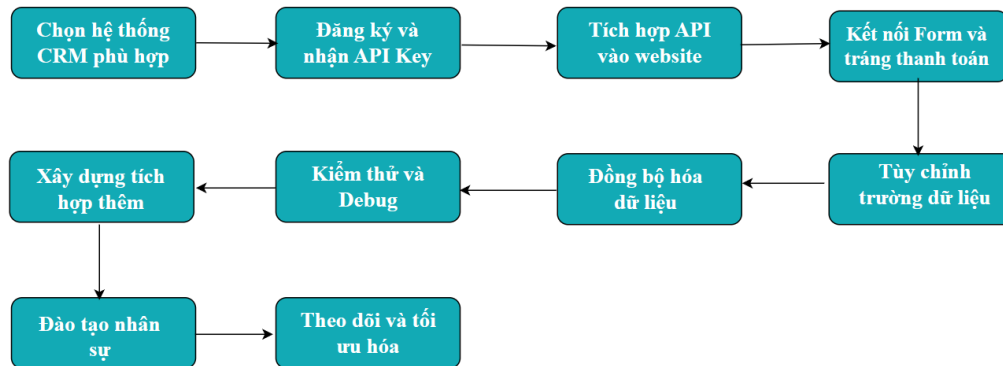 Chọn hệ thống
CRM phù hợp
Đăng ký và
nhận API Key
Tích hợp API
vào website
Kết nối Form và
tráng thanh toán
Tùy chỉnh
trường dữ liệu
Đồng bộ hóa
dữ liệu
Kiểm thử và
Debug
Xây dựng tích
hợp thêm
Đào tạo nhân
sự
Theo dõi và tối
ưu hóa